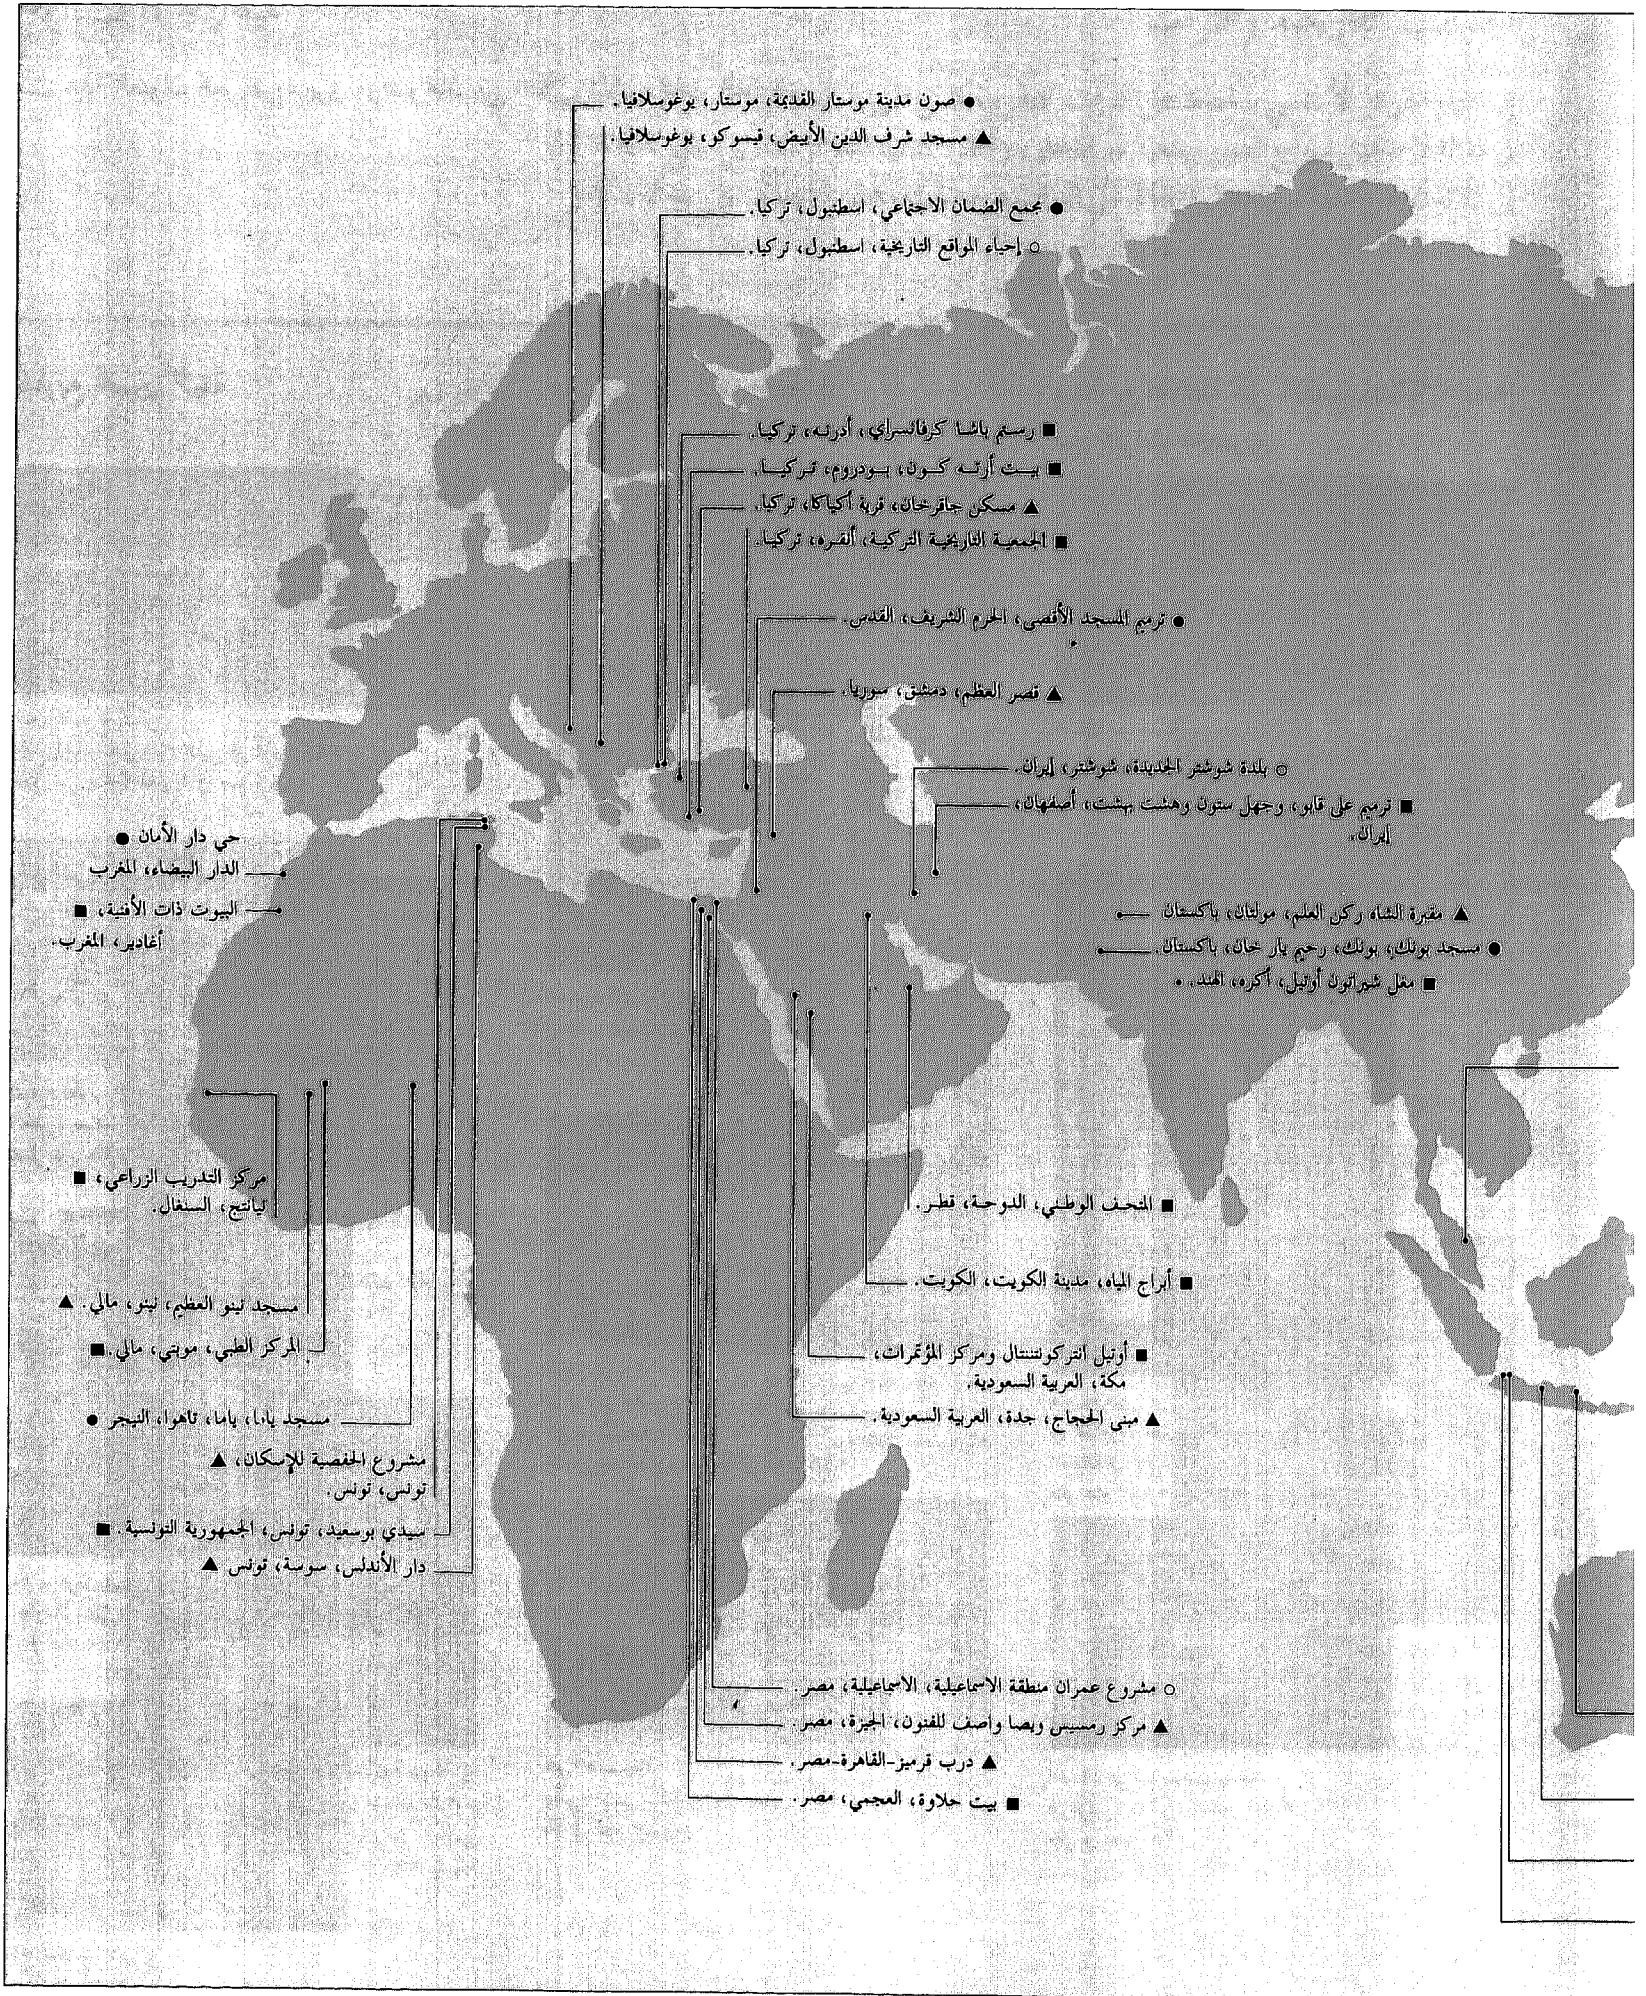 ● صون مدينة موستار القديمة، موستار، يوغوسلافيا.
▲ مسجد شرف الدين الأبيض، فيسوكو، يوغوسلافيا.
● مجمع الضمان الاجتماعي، اسطنبول، تركيا.
○ إحياء المواقع التاريخية، اسطنبول، تركيا.
■ رستم باشا كرفانسراي، أدرنه، تركيا.
■ بيت أرته كون، بودروم، تركيا.
▲ مسكن جاقرخان، قرية أكياكا، تركيا.
■ الجمعية التاريخية التركية، ألقره، تركيا.
● ترميم المسجد الأقصى، الحرم الشريف، القدس.
▲ قصر العظم، دمشق، سوريا.
○ بلدة شوشتر الجديدة، شوشتر، إيران.
■ ترميم علي قابو، وجهل ستون وهشت بهشت، أصفهان،
إيران.
حي دار الأمان ●
الدار البيضاء، المغرب
البيوت ذات الأفنية، ■
أغادير، المغرب.
▲ مقبرة الشاه ركن العلم، مولتان، باكستان
● مسجد بونك، بونك، رحيم يار خان، باكستان.
■ مغل شيراتون أوتيل، أكره، الهند.
مركز التدريب الزراعي، ■
نيانتج، السنغال.
■ المتحف الوطني، الدوحة، قطر.
■ أبراج المياه، مدينة الكويت، الكويت.
مسجد نينو العظيم، نينو، مالي. ▲
المركز الطبي، موبتي، مالي. ■
■ أوتيل انتركونتننتال ومركز المؤتمرات،
مكة، العربية السعودية.
▲ مبنى الحجاج، جدة، العربية السعودية.
مسجد ياما، ياما، تاهوا، النيجر ●
مشروع الحفصية للإسكان، ▲
تونس، تونس.
سيدي بوسعيد، تونس، الجمهورية التونسية. ■
دار الأندلس، سوسة، تونس ▲
○ مشروع عمران منطقة الاسماعيلية، الاسماعيلية، مصر.
▲ مركز رمسيس ويصا واصف للفنون، الجيزة، مصر.
▲ درب قرميز-القاهرة-مصر.
■ بيت حلاوة، العجمي، مصر.